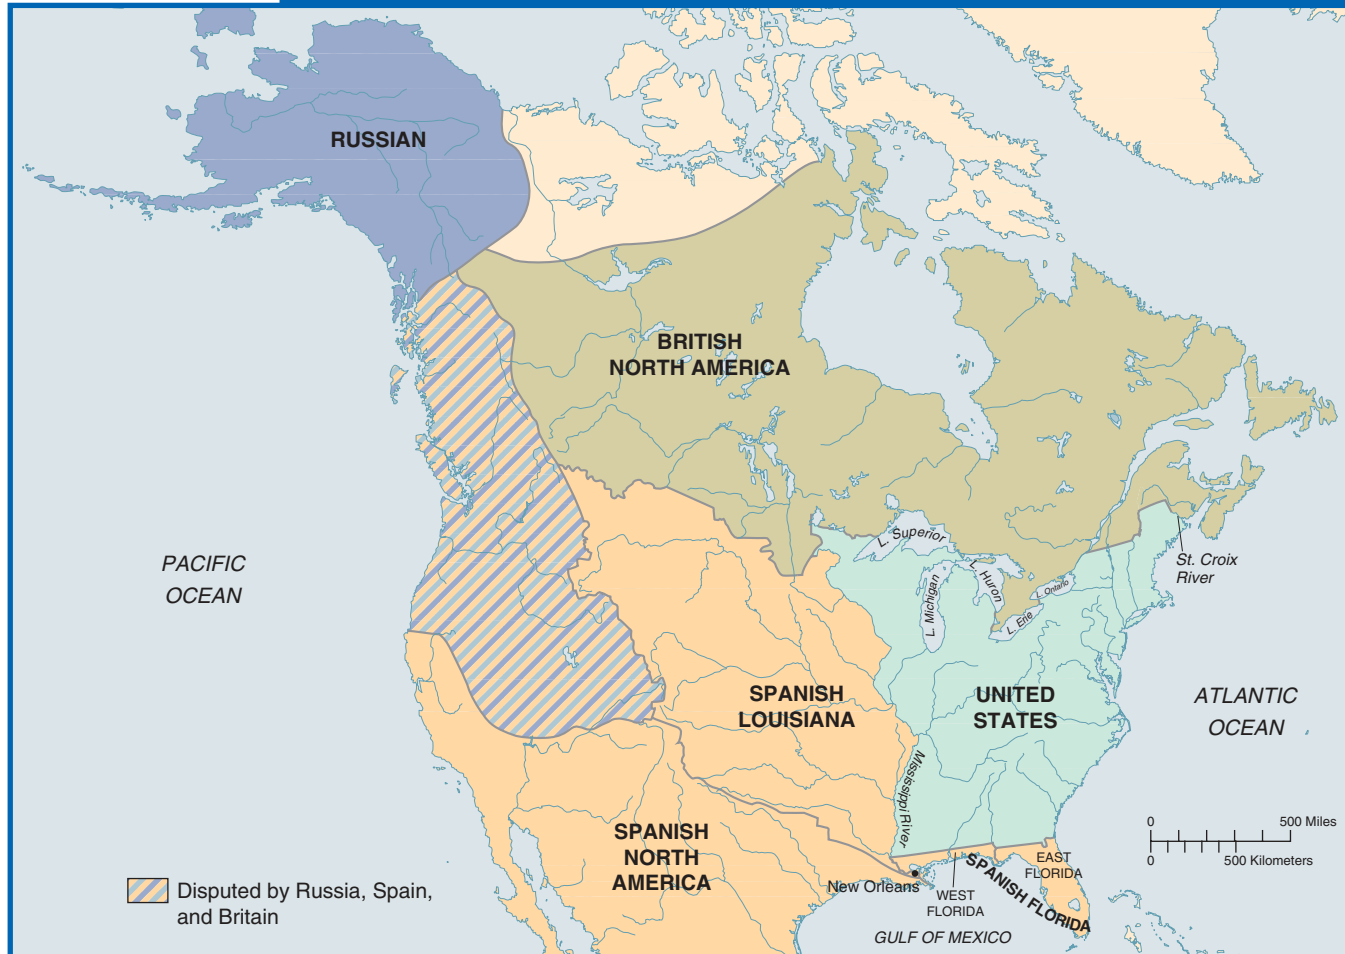 RUSSIAN
BRITISH
NORTH AMERICA
L. Superior
L. Michigan
L. Huron
L. Ontario
L. Erie
St. Croix
River
PACIFIC
OCEAN
SPANISH
LOUISIANA
UNITED
STATES
ATLANTIC
OCEAN
Mississippi River
SPANISH
NORTH
AMERICA
0 500 Miles
0 500 Kilometers
New Orleans
WEST
FLORIDA
EAST
FLORIDA
SPANISH FLORIDA
GULF OF MEXICO
Disputed by Russia, Spain,
and Britain